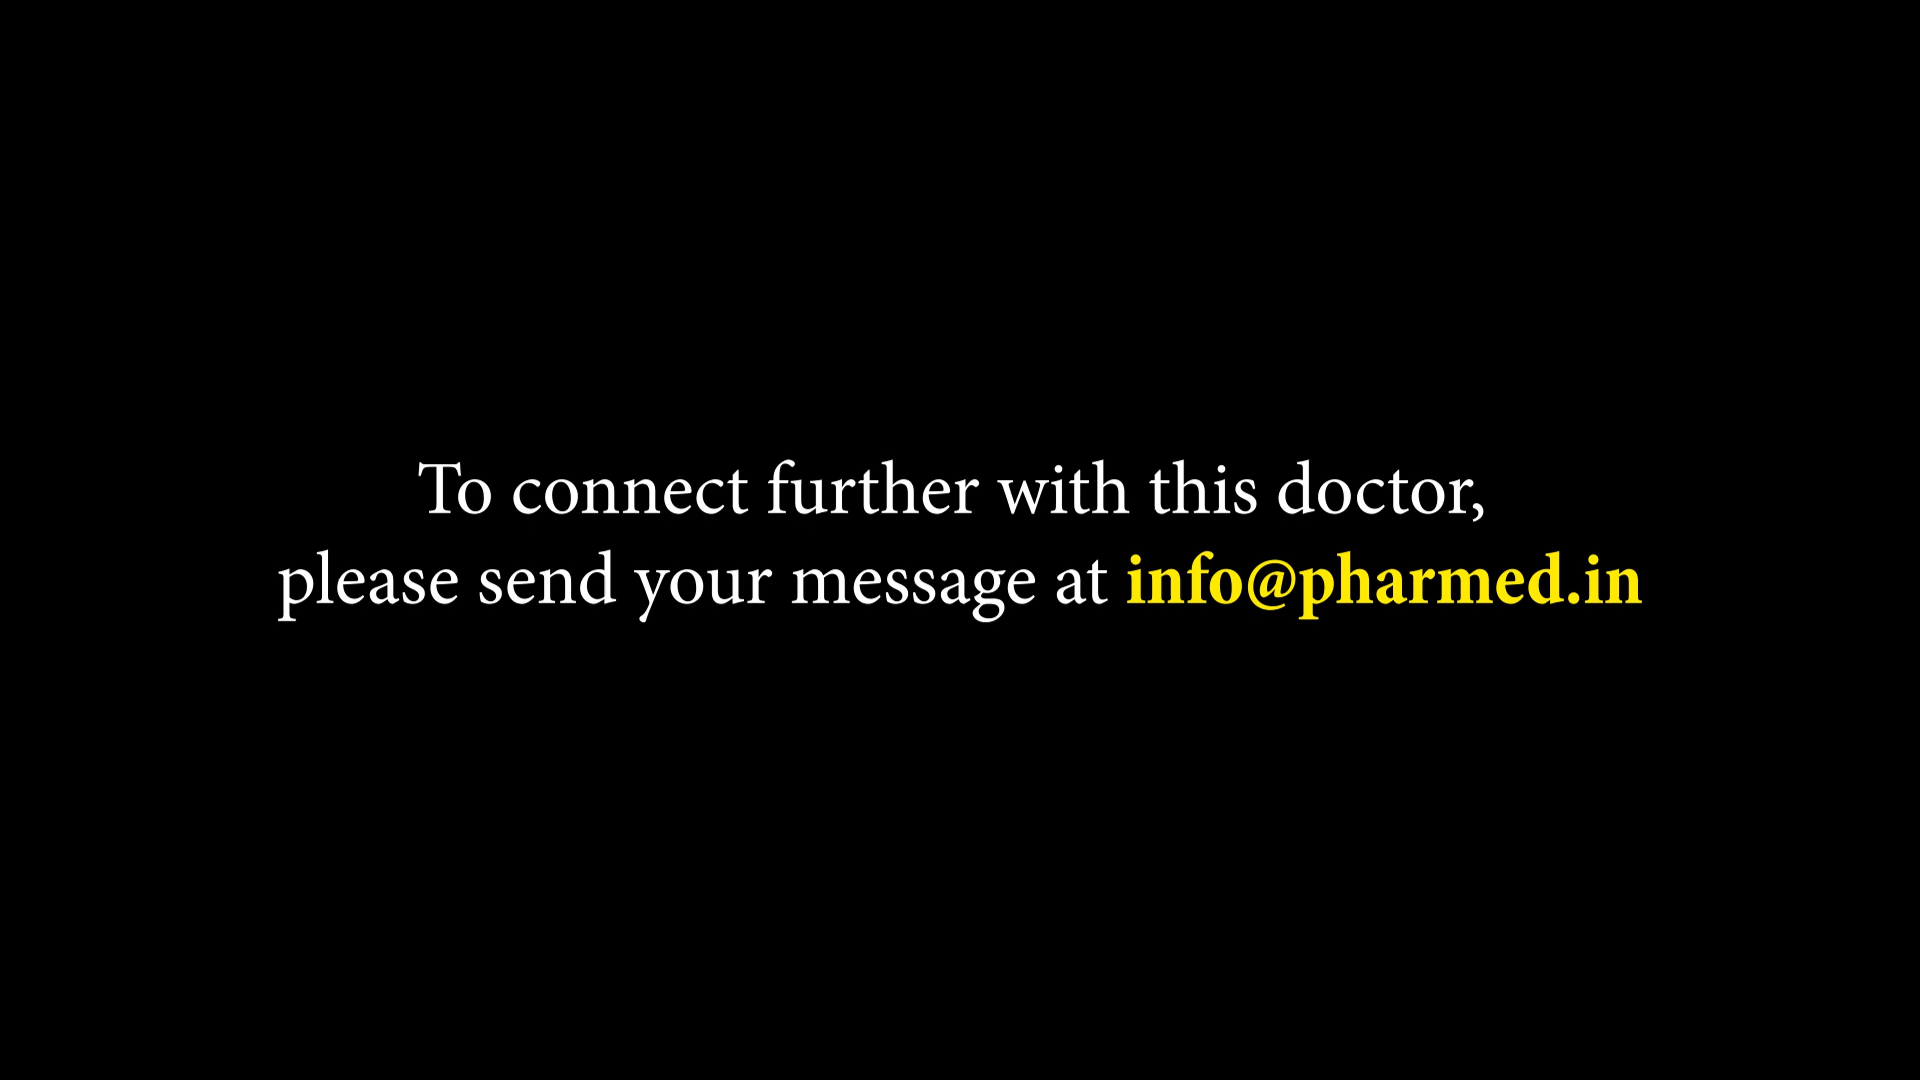 To connect further with this doctor,
please send your message at info@pharmed.in